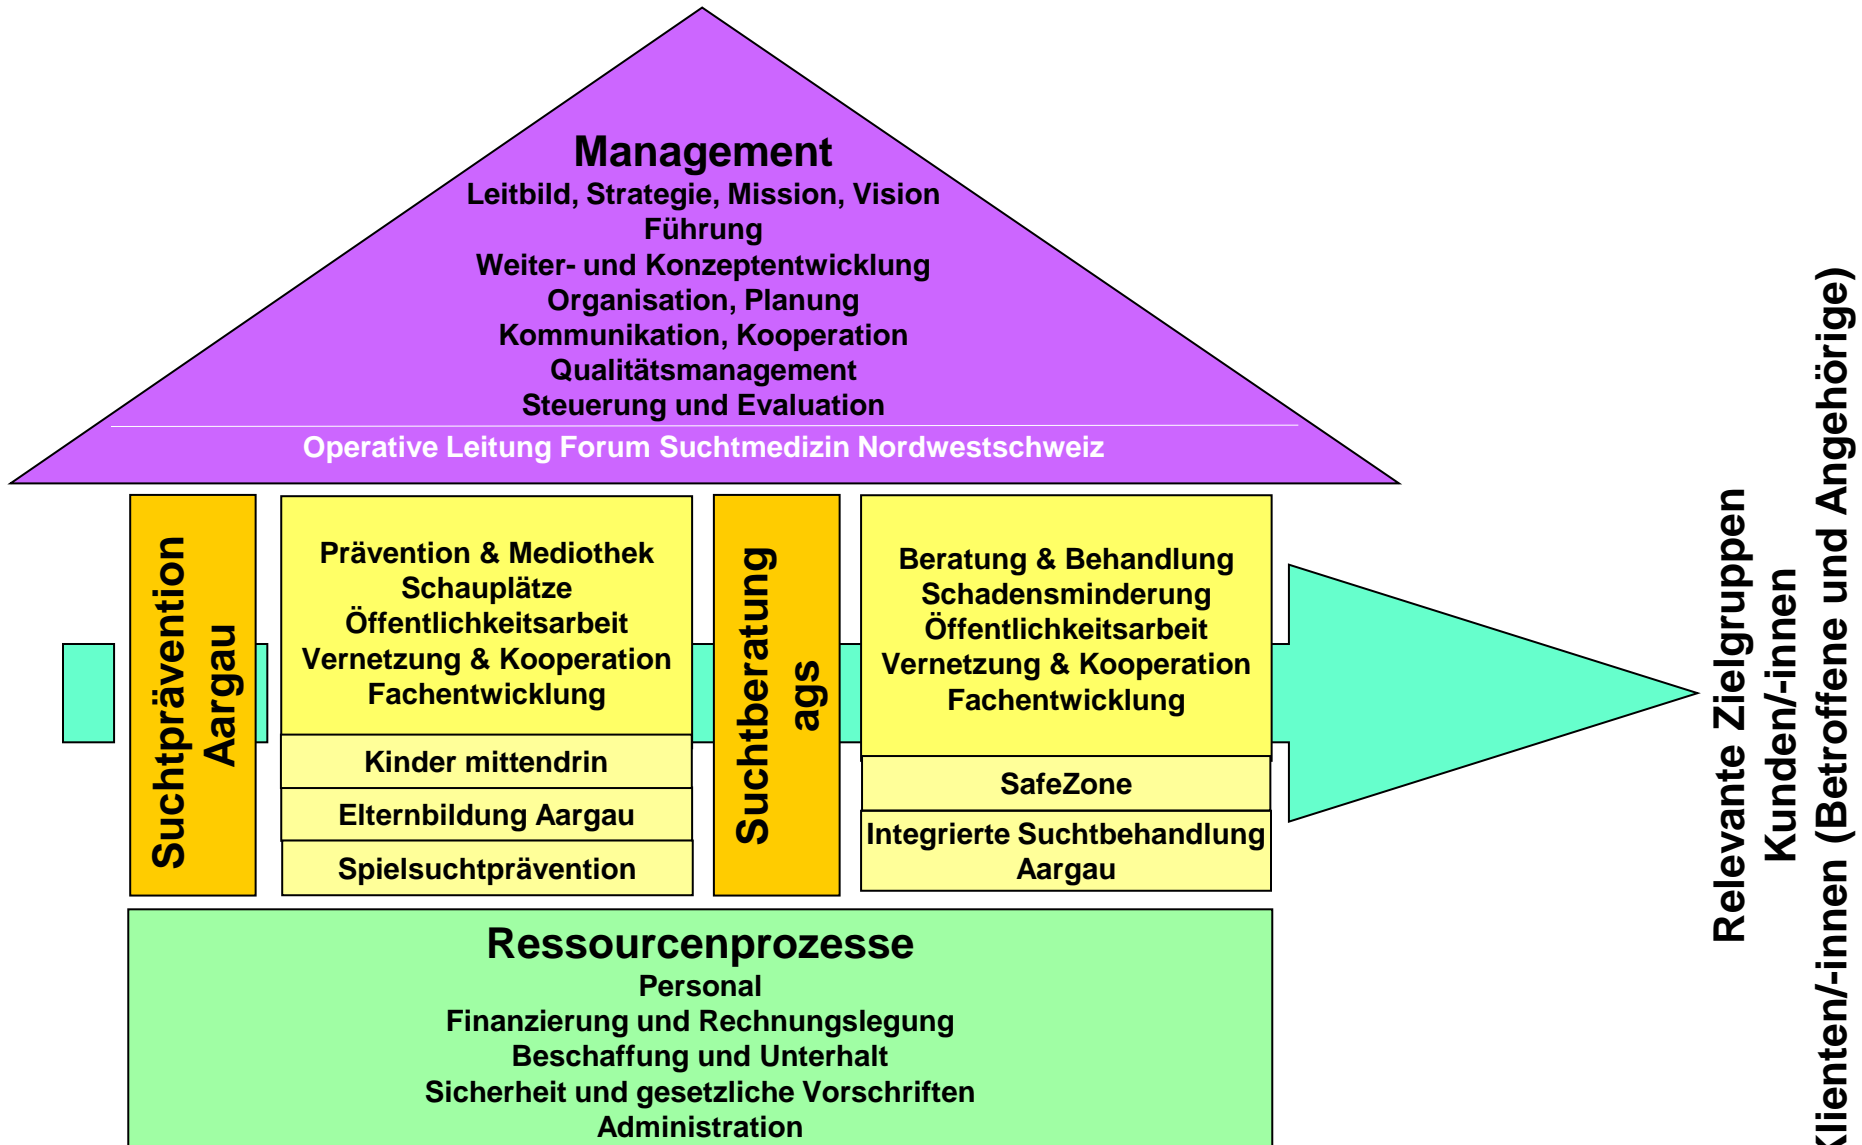 Management
Leitbild, Strategie, Mission, Vision
Führung
Weiter- und Konzeptentwicklung
Organisation, Planung
Kommunikation, Kooperation
Qualitätsmanagement
Steuerung und Evaluation
Operative Leitung Forum Suchtmedizin Nordwestschweiz
Suchtprävention
Aargau
Prävention & Mediothek
Schauplätze
Öffentlichkeitsarbeit
Vernetzung & Kooperation
Fachentwicklung
Kinder mittendrin
Elternbildung Aargau
Spielsuchtprävention
Suchtberatung
ags
Beratung & Behandlung
Schadensminderung
Öffentlichkeitsarbeit
Vernetzung & Kooperation
Fachentwicklung
SafeZone
Integrierte Suchtbehandlung
Aargau
Ressourcenprozesse
Personal
Finanzierung und Rechnungslegung
Beschaffung und Unterhalt
Sicherheit und gesetzliche Vorschriften
Administration
Relevante Zielgruppen
Kunden/-innen
Klienten/-innen (Betroffene und Angehörige)